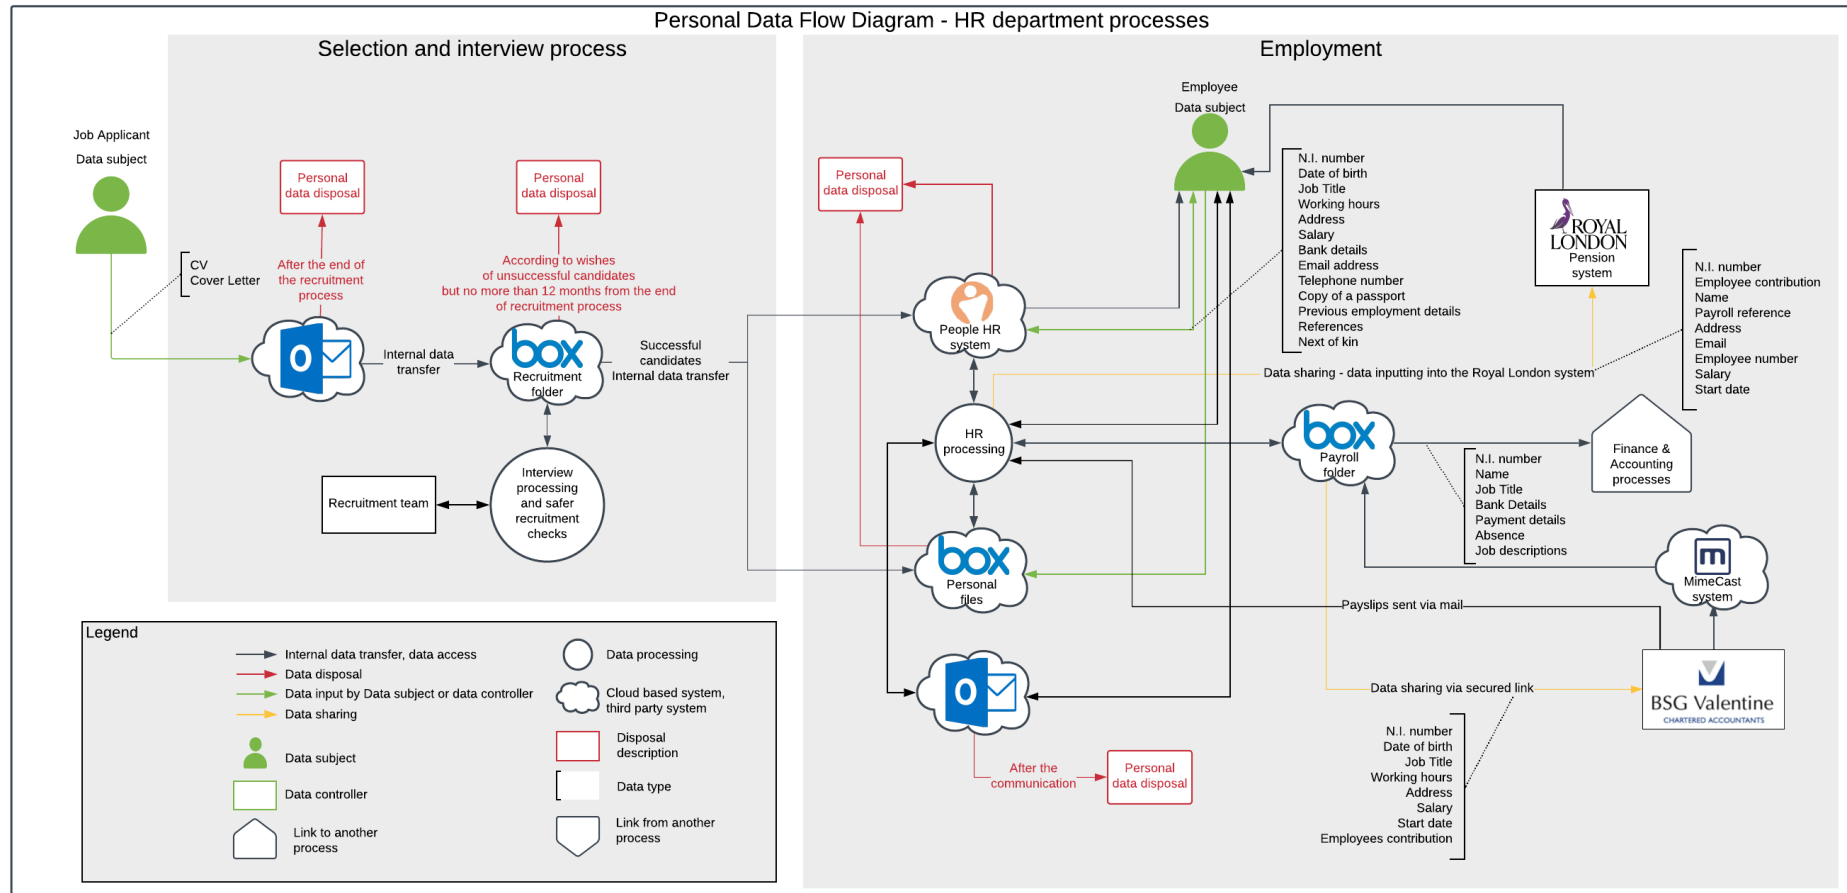 Personal Data Flow Diagram - HR department processes
Selection and interview process
Job Applicant
Data subject
CV
Cover Letter
Personal
data disposal
After the end of
the recruitment
process
Personal
data disposal
According to wishes
of unsuccessful candidates
but no more than 12 months from the end
of recruitment process
O
Internal data
transfer
box
Recruitment
folder
Successful
candidates
Internal data transfer
Recruitment team
Interview
processing
and safer
recruitment
checks
Employment
Employee
Data subject
Personal
data disposal
N.I. number
Date of birth
Job Title
Working hours
Address
Salary
Bank details
Email address
Telephone number
Copy of a passport
Previous employment details
References
Next of kin
ROYAL
LONDON
Pension
system
N.I. number
Employee contribution
Name
Payroll reference
Address
Email
Employee number
Salary
Start date
People HR
system
Data sharing - data inputting into the Royal London system
HR
processing
box
Payroll
folder
Finance &
Accounting
processes
N.I. number
Name
Job Title
Bank Details
Payment details
Absence
Job descriptions
box
Personal
files
m
MimeCast
system
Payslips sent via mail
O
Data sharing via secured link
BSG Valentine
CHARTERED ACCOUNTANTS
N.I. number
Date of birth
Job Title
Working hours
Address
Salary
Start date
Employees contribution
After the
communication
Personal
data disposal
Legend
Internal data transfer, data access
Data disposal
Data input by Data subject or data controller
Data sharing
Data subject
Data controller
Link to another
process
Data processing
Cloud based system,
third party system
Disposal
description
Data type
Link from another
process